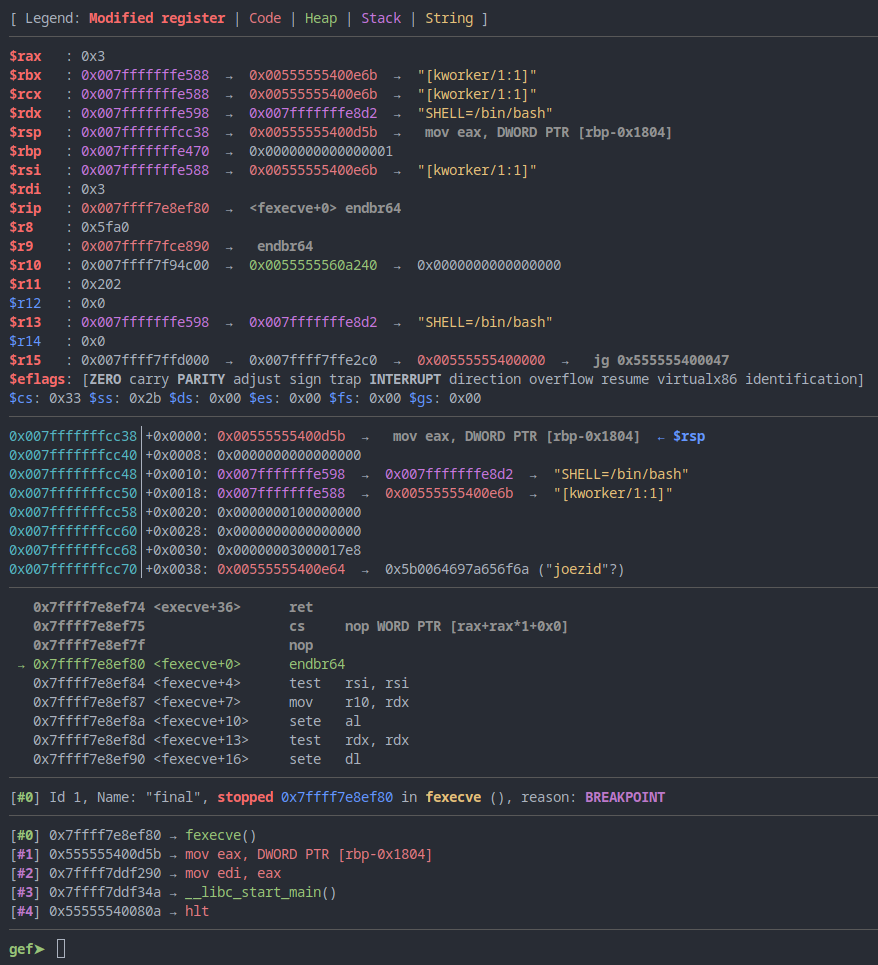 [ Legend: Modified register | Code | Heap | Stack | String ]
$rax : 0x3
$rbx : 0x007fffffffe588 → 0x00555555400e6b → "[kworker/1:1]"
$rcx : 0x007fffffffe588 → 0x00555555400e6b → "[kworker/1:1]"
$rdx : 0x007fffffffe598 → 0x007fffffffe8d2 → "SHELL=/bin/bash"
$rsp : 0x007fffffffcc38 → 0x00555555400d5b → mov eax, DWORD PTR [rbp-0x1804]
$rbp : 0x007fffffffe470 → 0x0000000000000001
$rsi : 0x007fffffffe588 → 0x00555555400e6b → "[kworker/1:1]"
$rdi : 0x3
$rip : 0x007ffff7e8ef80 → <fexecve+0> endbr64
$r8 : 0x5fa0
$r9 : 0x007ffff7fce890 → endbr64
$r10 : 0x007ffff7f94c00 → 0x0055555560a240 → 0x0000000000000000
$r11 : 0x202
$r12 : 0x0
$r13 : 0x007fffffffe598 → 0x007fffffffe8d2 → "SHELL=/bin/bash"
$r14 : 0x0
$r15 : 0x007ffff7ffd000 → 0x007ffff7ffe2c0 → 0x00555555400000 → jg 0x555555400047
$eflags: [ZERO carry PARITY adjust sign trap INTERRUPT direction overflow resume virtualx86 identification]
$cs: 0x33 $ss: 0x2b $ds: 0x00 $es: 0x00 $fs: 0x00 $gs: 0x00
0x007fffffffcc38│+0x0000: 0x00555555400d5b → mov eax, DWORD PTR [rbp-0x1804] ← $rsp
0x007fffffffcc40│+0x0008: 0x0000000000000000
0x007fffffffcc48│+0x0010: 0x007fffffffe598 → 0x007fffffffe8d2 → "SHELL=/bin/bash"
0x007fffffffcc50│+0x0018: 0x007fffffffe588 → 0x00555555400e6b → "[kworker/1:1]"
0x007fffffffcc58│+0x0020: 0x0000000100000000
0x007fffffffcc60│+0x0028: 0x0000000000000000
0x007fffffffcc68│+0x0030: 0x00000003000017e8
0x007fffffffcc70│+0x0038: 0x00555555400e64 → 0x5b0064697a656f6a ("joezid"?)
0x7ffff7e8ef74 <execve+36> ret
0x7ffff7e8ef75 cs nop WORD PTR [rax+rax*1+0x0]
0x7ffff7e8ef7f nop
→ 0x7ffff7e8ef80 <fexecve+0> endbr64
0x7ffff7e8ef84 <fexecve+4> test rsi, rsi
0x7ffff7e8ef87 <fexecve+7> mov r10, rdx
0x7ffff7e8ef8a <fexecve+10> sete al
0x7ffff7e8ef8d <fexecve+13> test rdx, rdx
0x7ffff7e8ef90 <fexecve+16> sete dl
[#0] Id 1, Name: "final", stopped 0x7ffff7e8ef80 in fexecve (), reason: BREAKPOINT
[#0] 0x7ffff7e8ef80 → fexecve()
[#1] 0x555555400d5b → mov eax, DWORD PTR [rbp-0x1804]
[#2] 0x7ffff7ddf290 → mov edi, eax
[#3] 0x7ffff7ddf34a → __libc_start_main()
[#4] 0x55555540080a → hlt
gef➤